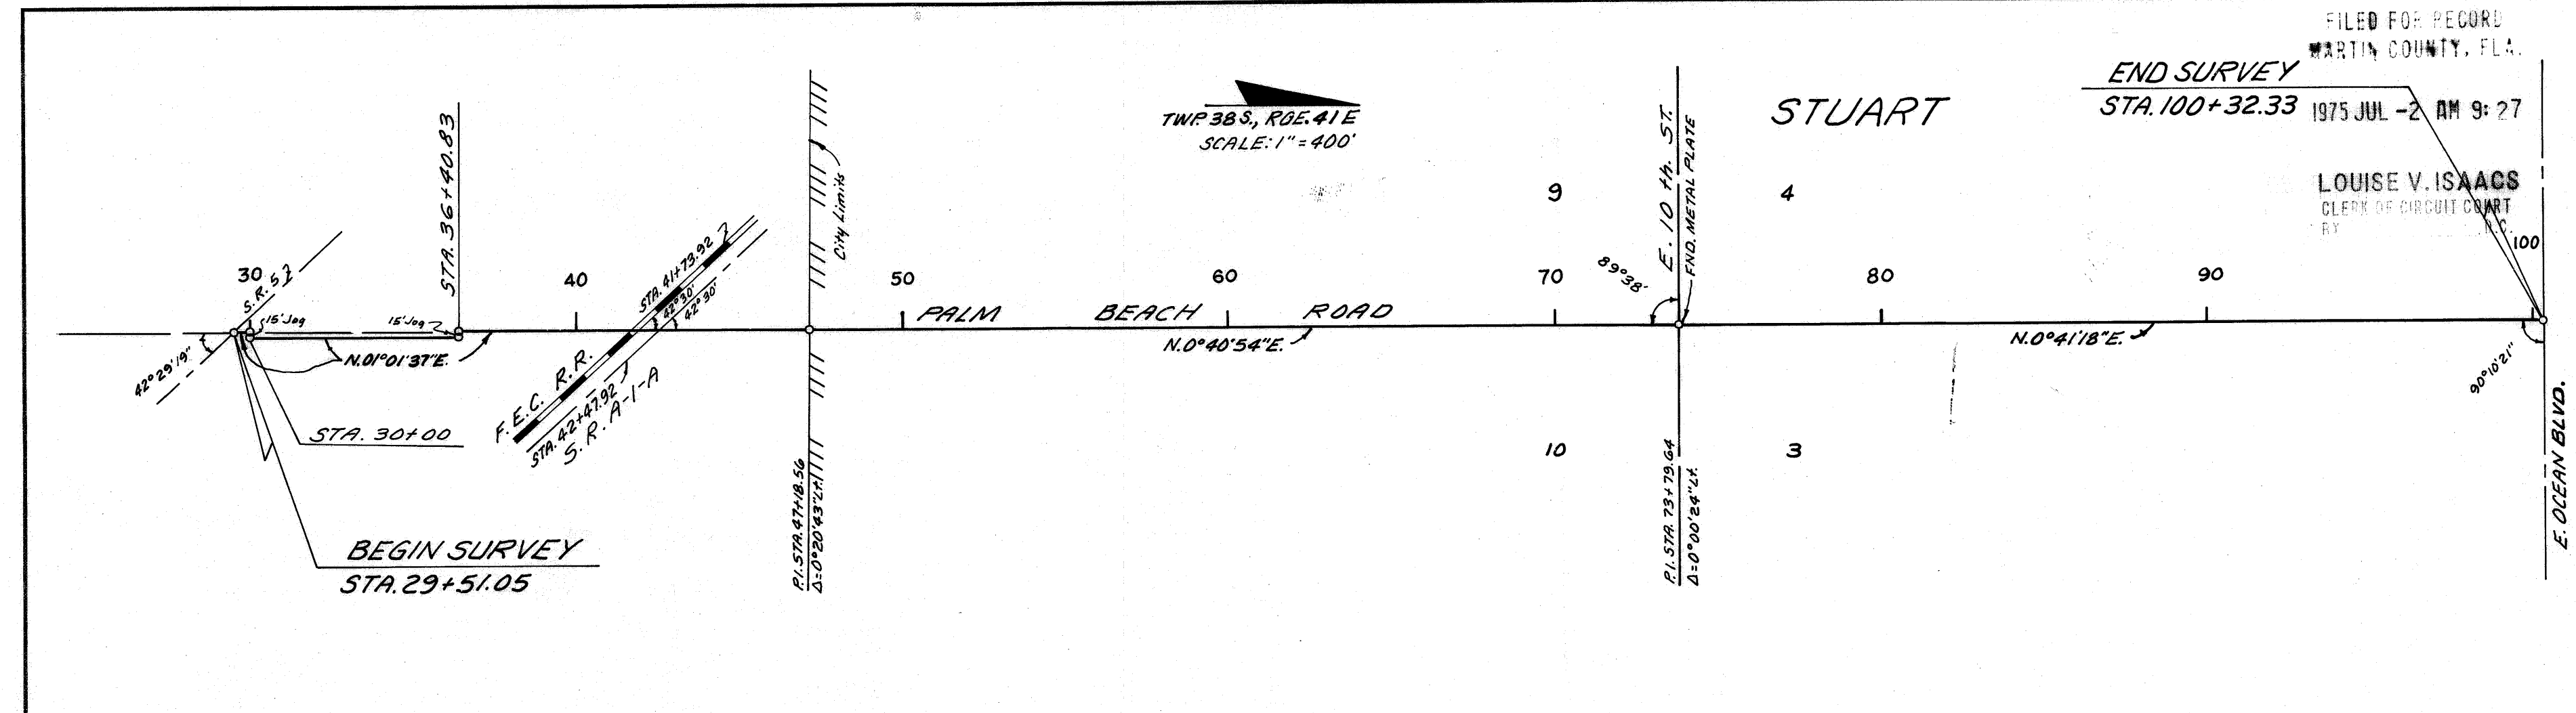 FILED FOR RECORD
MARTIN COUNTY, FLA.
1975 JUL -2 AM 9:27
LOUISE V. ISAACS
CLERK OF CIRCUIT COURT
BY D.C.
END SURVEY
STA. 100+32.33
STUART
TWP. 38 S., RGE. 41 E
SCALE: 1" = 400'
STA. 36+40.83
City Limits
E. 10 th. ST.
FND. METAL PLATE
9
4
10
3
30
40
50
60
70
80
90
100
S.R. 5
15' Jog
15' Jog
42°29'19"
N.01°01'37"E.
STA. 41+73.92
42°30'
42°30'
F.E.C. R.R.
STA. 42+47.92
S.R. A-1-A
PALM BEACH ROAD
N.0°40'54"E.
89°38'
N.0°41'18"E.
90°10'21"
E. OCEAN BLVD.
STA. 30+00
BEGIN SURVEY
STA. 29+51.05
P.I. STA. 47+18.56
Δ=0°20'43" Lt.
P.I. STA. 73+79.64
Δ=0°00'24" Lt.